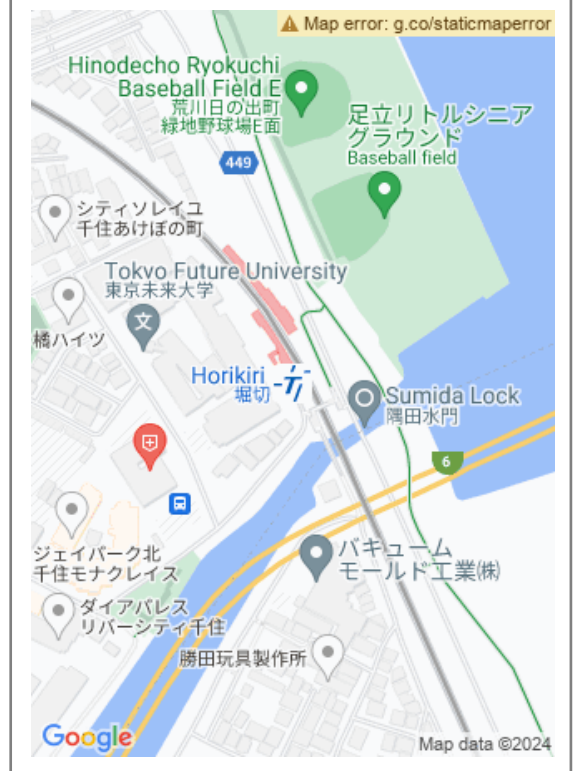 Map error: g.co/staticmaperror
Hinodecho Ryokuchi
Baseball Field E
荒川日の出町
緑地野球場E面
足立リトルシニア
グラウンド
Baseball field
449
シティソレイユ
千住あけぼの町
Tokyo Future University
東京未来大学
文
橘ハイツ
Horikiri
堀切
Sumida Lock
隅田水門
6
ジェイパーク北
千住モナクレイス
バキューム
モールド工業㈱
ダイアパレス
リバーシティ千住
勝田玩具製作所
Google
Map data ©2024